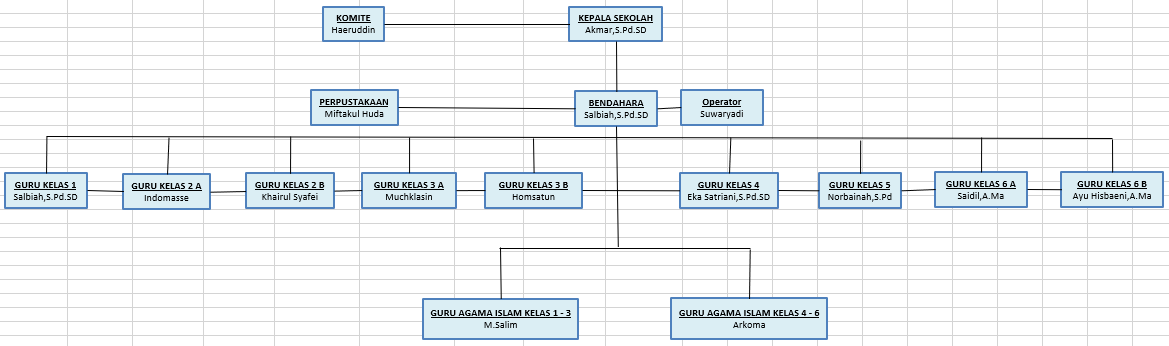 KOMITE
Haeruddin
KEPALA SEKOLAH
Akmar,S.Pd.SD
PERPUSTAKAAN
Miftakul Huda
BENDAHARA
Salbiah,S.Pd.SD
Operator
Suwaryadi
GURU KELAS 1
Salbiah,S.Pd.SD
GURU KELAS 2 A
Indomasse
GURU KELAS 2 B
Khairul Syafei
GURU KELAS 3 A
Muchklasin
GURU KELAS 3 B
Homsatun
GURU KELAS 4
Eka Satriani,S.Pd.SD
GURU KELAS 5
Norbainah,S.Pd
GURU KELAS 6 A
Saidil,A.Ma
GURU KELAS 6 B
Ayu Hisbaeni,A.Ma
GURU AGAMA ISLAM KELAS 1 - 3
M.Salim
GURU AGAMA ISLAM KELAS 4 - 6
Arkoma